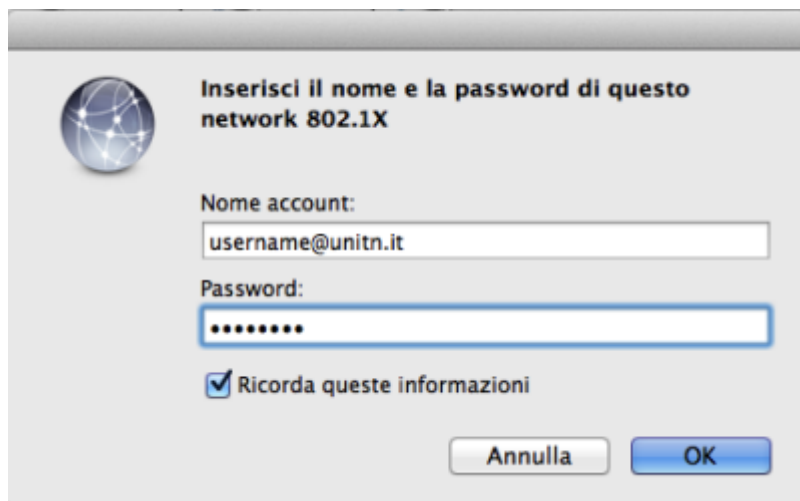 Inserisci il nome e la password di questo
network 802.1X
Nome account:
username@unitn.it
Password:
••••••••
Ricorda queste informazioni
Annulla
OK